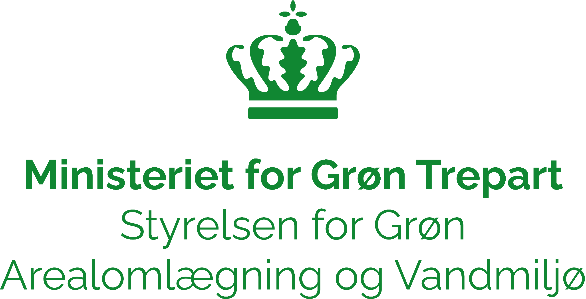 Ministeriet for Grøn Trepart
Styrelsen for Grøn
Arealomlægning og Vandmiljø